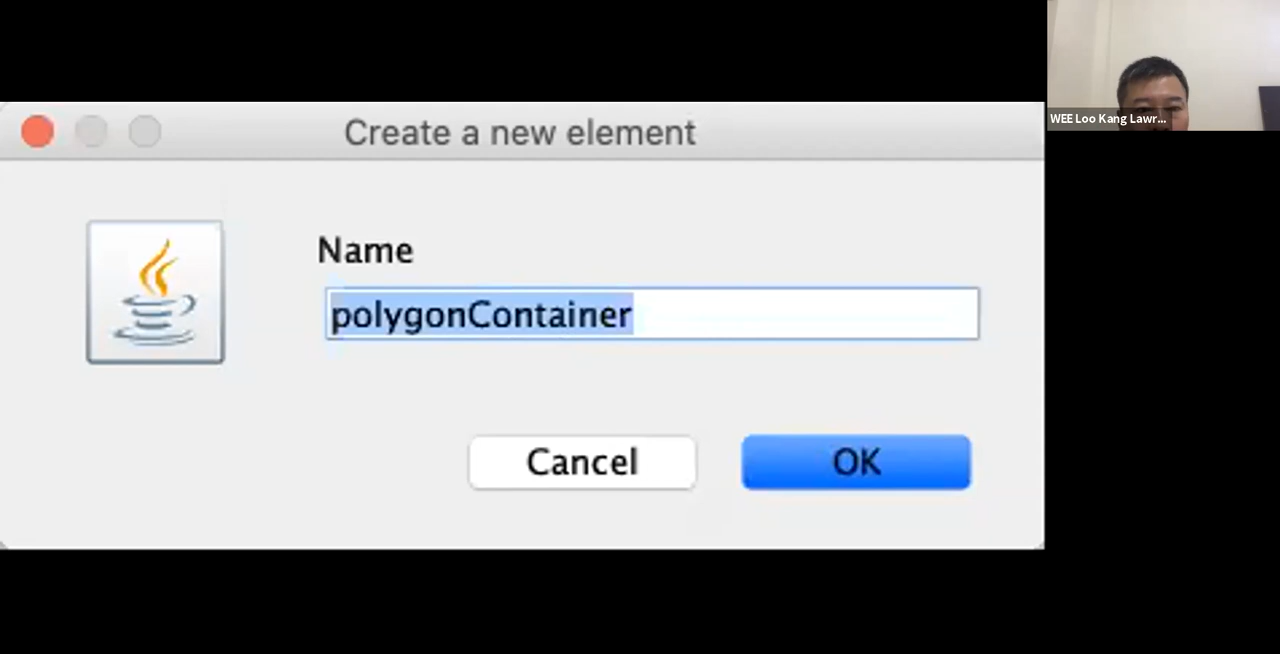 WEE Loo Kang Lawr...
Create a new element
Name
polygonContainer
Cancel
OK